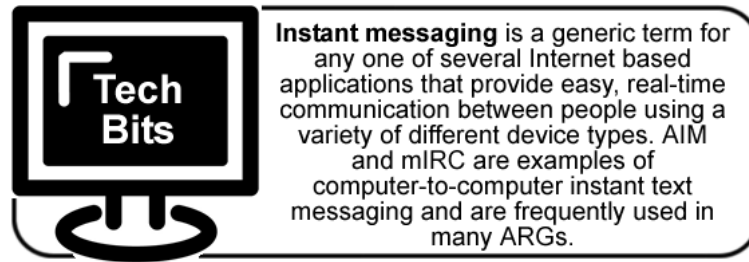 Tech
Bits
Instant messaging is a generic term for
any one of several Internet based
applications that provide easy, real-time
communication between people using a
variety of different device types. AIM
and mIRC are examples of
computer-to-computer instant text
messaging and are frequently used in
many ARGs.